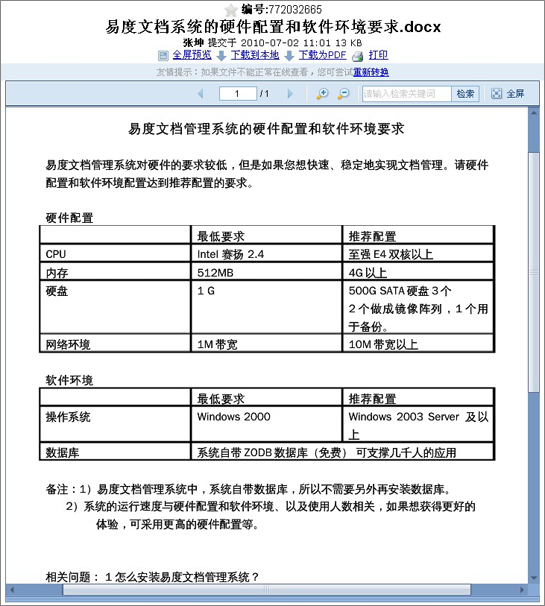 编号:772032665
易度文档系统的硬件配置和软件环境要求.docx
张坤 提交于 2010-07-02 11:01 13 KB
全屏预览 下载到本地 下载为PDF 打印
友情提示：如果文件不能正常在线查看，您可尝试重新转换
1 /1 请输入检索关键词 检索 全屏
易度文档管理系统的硬件配置和软件环境要求
易度文档管理系统对硬件的要求较低，但是如果您想快速、稳定地实现文档管理。请硬件
配置和软件环境配置达到推荐配置的要求。
硬件配置
最低要求 推荐配置
CPU Intel 赛扬 2.4 至强 E4 双核以上
内存 512MB 4G 以上
硬盘 1 G 500G SATA 硬盘 3 个
2 个做成镜像阵列，1 个用
于备份。
网络环境 1M 带宽 10M 带宽以上
软件环境
最低要求 推荐配置
操作系统 Windows 2000 Windows 2003 Server 及以
上
数据库 系统自带 ZODB 数据库（免费） 可支撑几千人的应用
备注：1）易度文档管理系统中，系统自带数据库，所以不需要另外再安装数据库。
2）系统的运行速度与硬件配置和软件环境、以及使用人数相关，如果想获得更好的
体验，可采用更高的硬件配置等。
相关问题： 1 怎么安装易度文档管理系统？